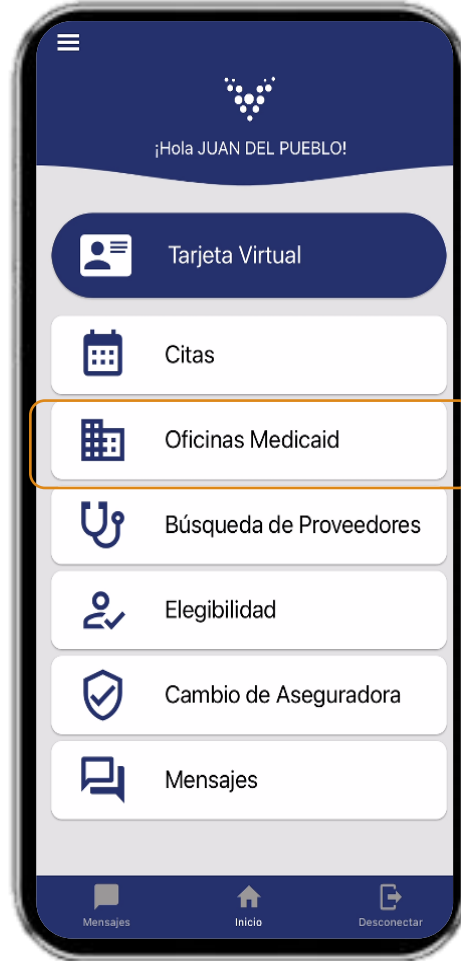 ¡Hola JUAN DEL PUEBLO!
Tarjeta Virtual
Citas
Oficinas Medicaid
Búsqueda de Proveedores
Elegibilidad
Cambio de Aseguradora
Mensajes
Mensajes Inicio Desconectar